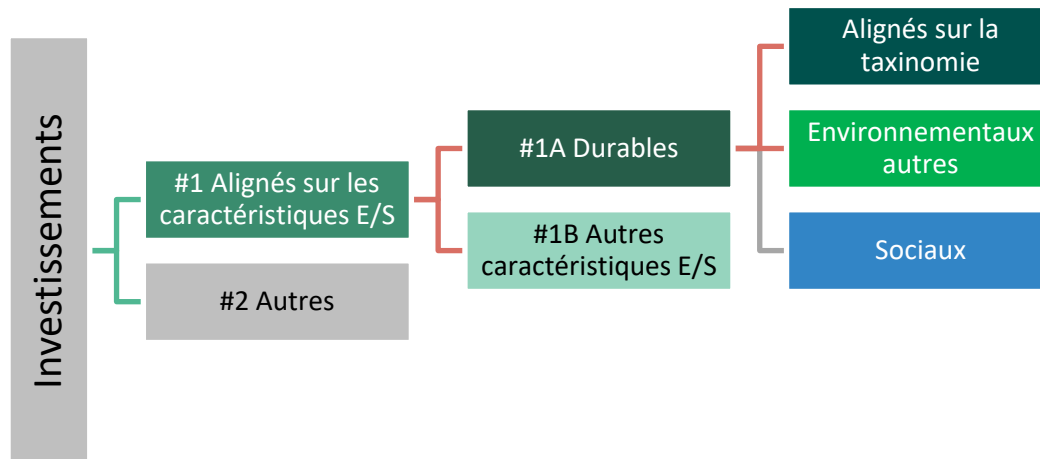 Investissements
#1 Alignés sur les
caractéristiques E/S
#2 Autres
#1A Durables
#1B Autres
caractéristiques E/S
Alignés sur la
taxinomie
Environnementaux
autres
Sociaux